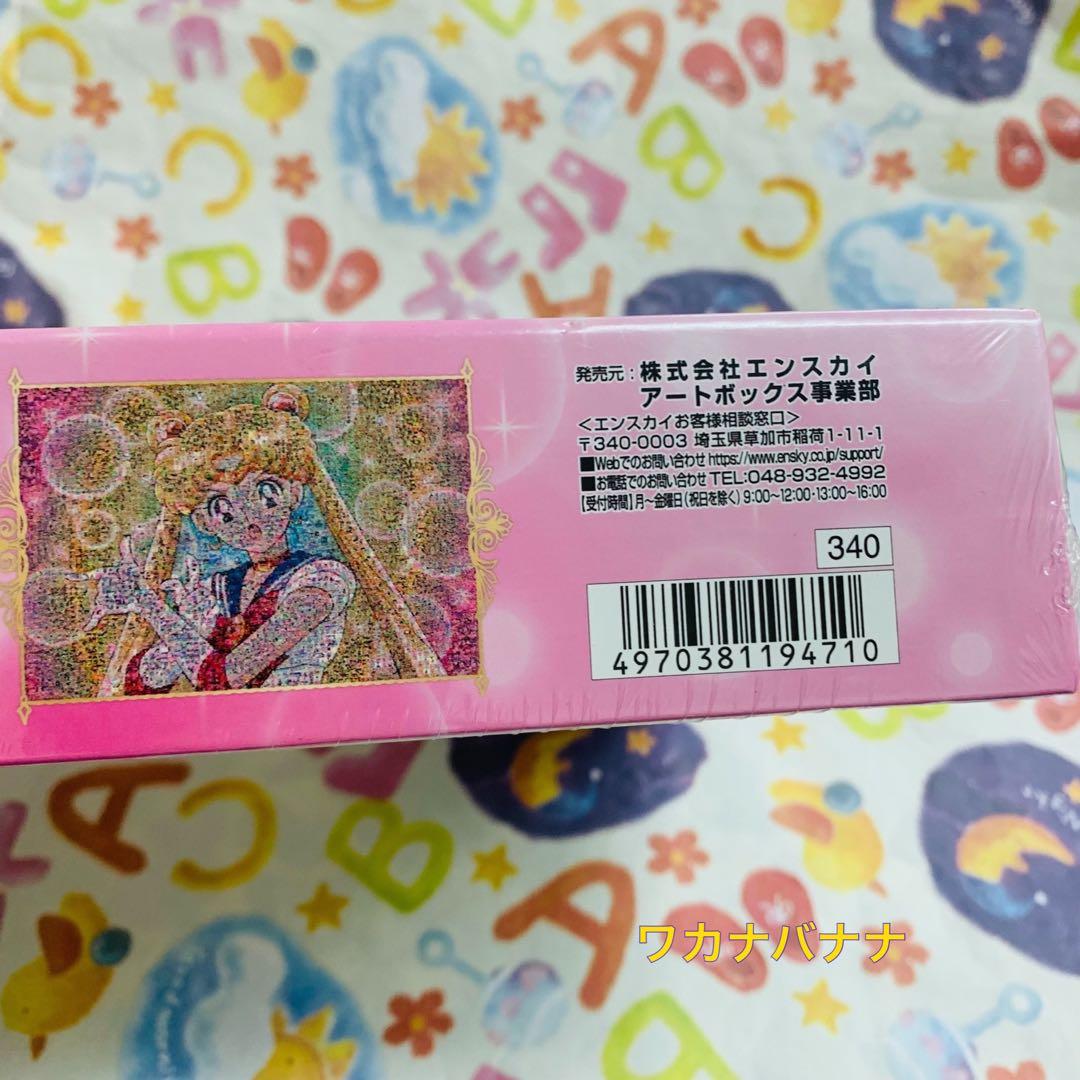 発売元：株式会社エンスカイ
アートボックス事業部
＜エンスカイお客様相談窓口＞
〒340-0003 埼玉県草加市稲荷1-11-1
■Webでのお問い合わせ https://www.ensky.co.jp/support/
■お電話でのお問い合わせ TEL:048-932-4992
【受付時間】月～金曜日（祝日を除く）9:00～12:00・13:00～16:00
340
4970381194710
ワカナバナナ